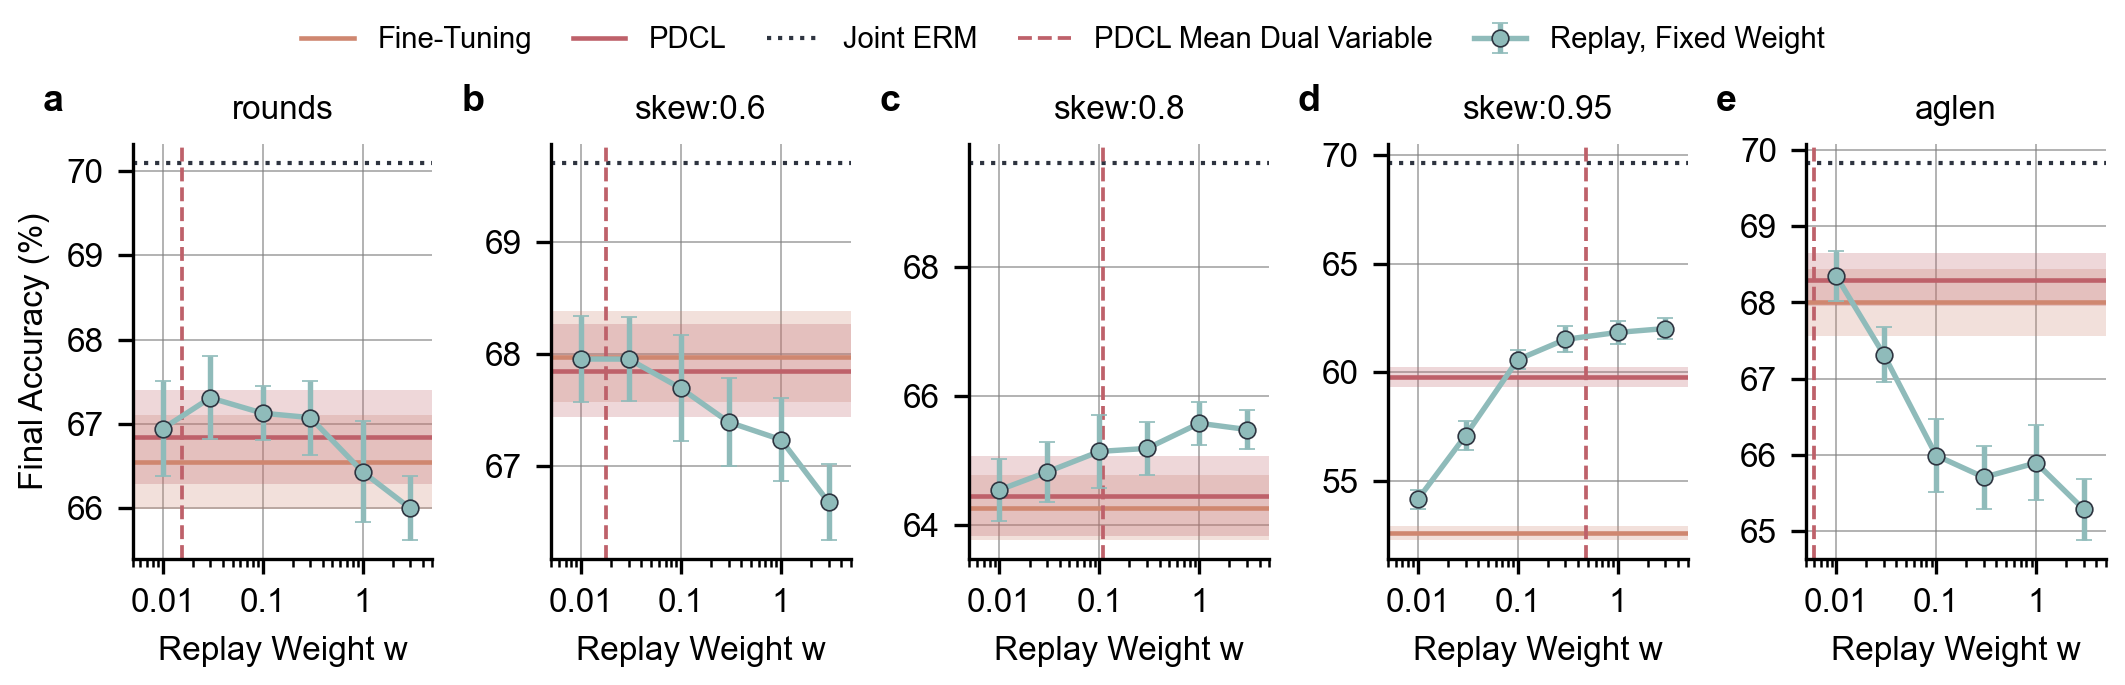 Fine-Tuning PDCL Joint ERM PDCL Mean Dual Variable Replay, Fixed Weight
a rounds
b skew:0.6
c skew:0.8
d skew:0.95
e aglen
Final Accuracy (%)
70
69
68
67
66
0.01 0.1 1
Replay Weight w
69
68
67
0.01 0.1 1
Replay Weight w
68
66
64
0.01 0.1 1
Replay Weight w
70
65
60
55
0.01 0.1 1
Replay Weight w
70
69
68
67
66
65
0.01 0.1 1
Replay Weight w